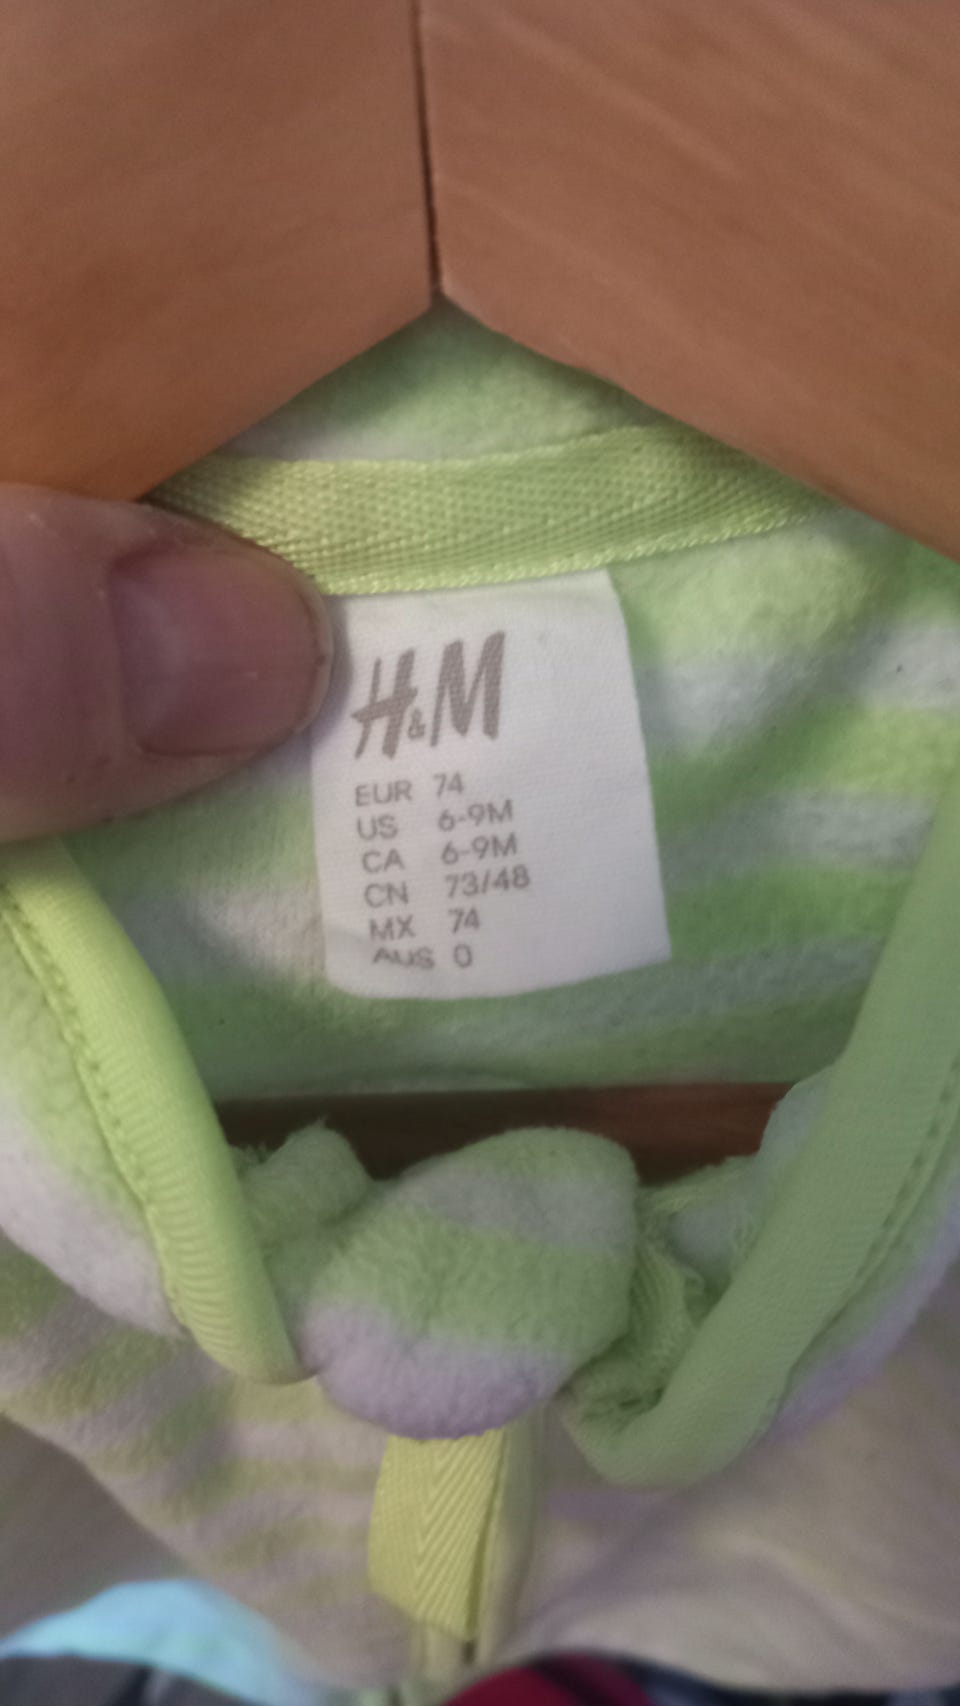 H&M
EUR 74
US 6-9M
CA 6-9M
CN 73/48
MX 74
AUS 0